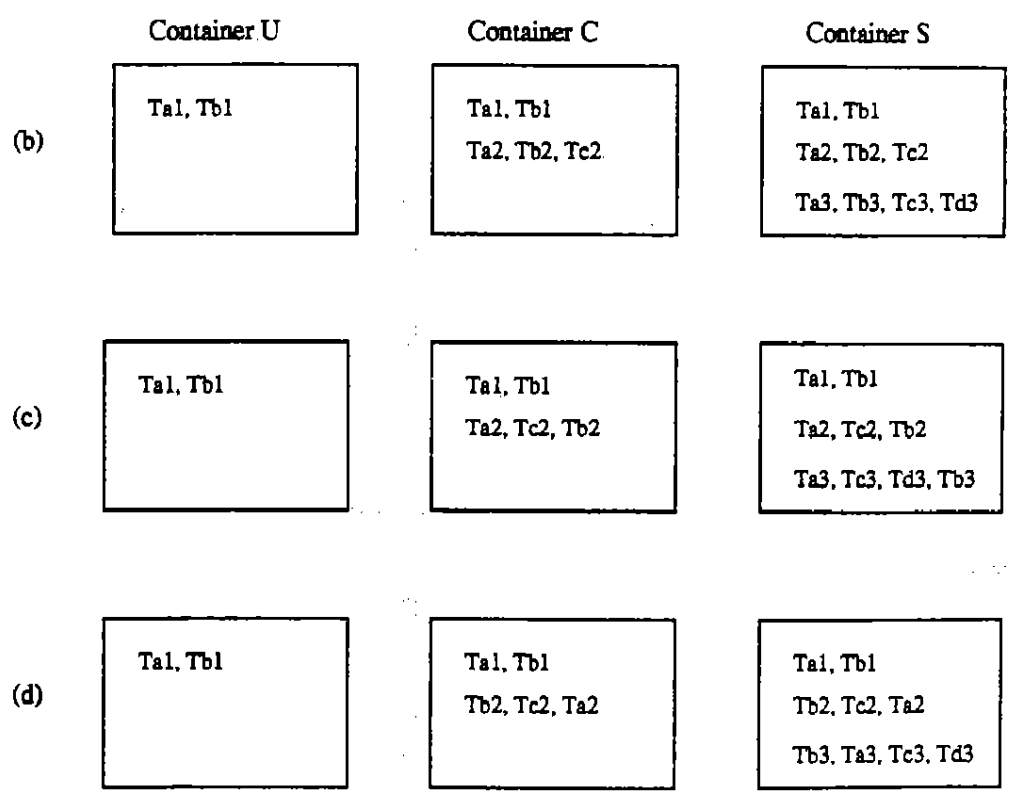 Container U
Container C
Container S
(b)
Ta1, Tb1
Ta1, Tb1
Ta2, Tb2, Tc2
Ta1, Tb1
Ta2, Tb2, Tc2
Ta3, Tb3, Tc3, Td3
(c)
Ta1, Tb1
Ta1, Tb1
Ta2, Tc2, Tb2
Ta1, Tb1
Ta2, Tc2, Tb2
Ta3, Tc3, Td3, Tb3
(d)
Ta1, Tb1
Ta1, Tb1
Tb2, Tc2, Ta2
Ta1, Tb1
Tb2, Tc2, Ta2
Tb3, Ta3, Tc3, Td3